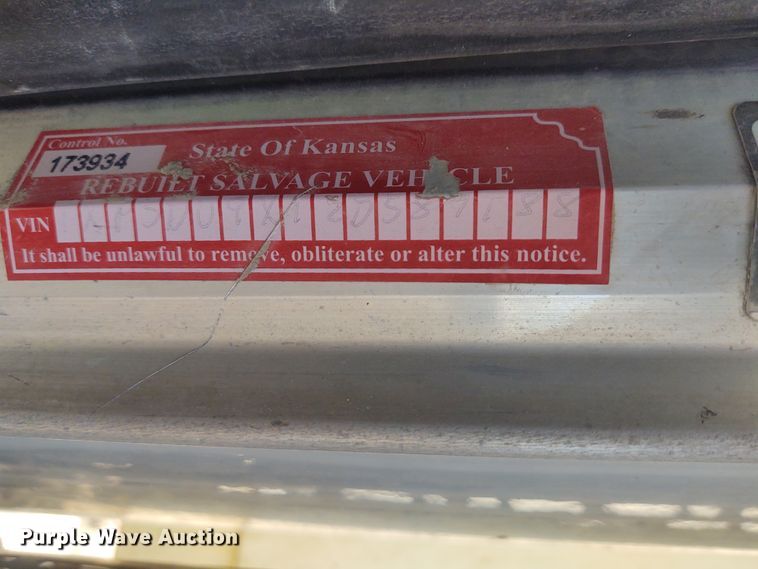 Control No.
173934
State Of Kansas
REBUILT SALVAGE VEHICLE
VIN
It shall be unlawful to remove, obliterate or alter this notice.
Purple Wave Auction